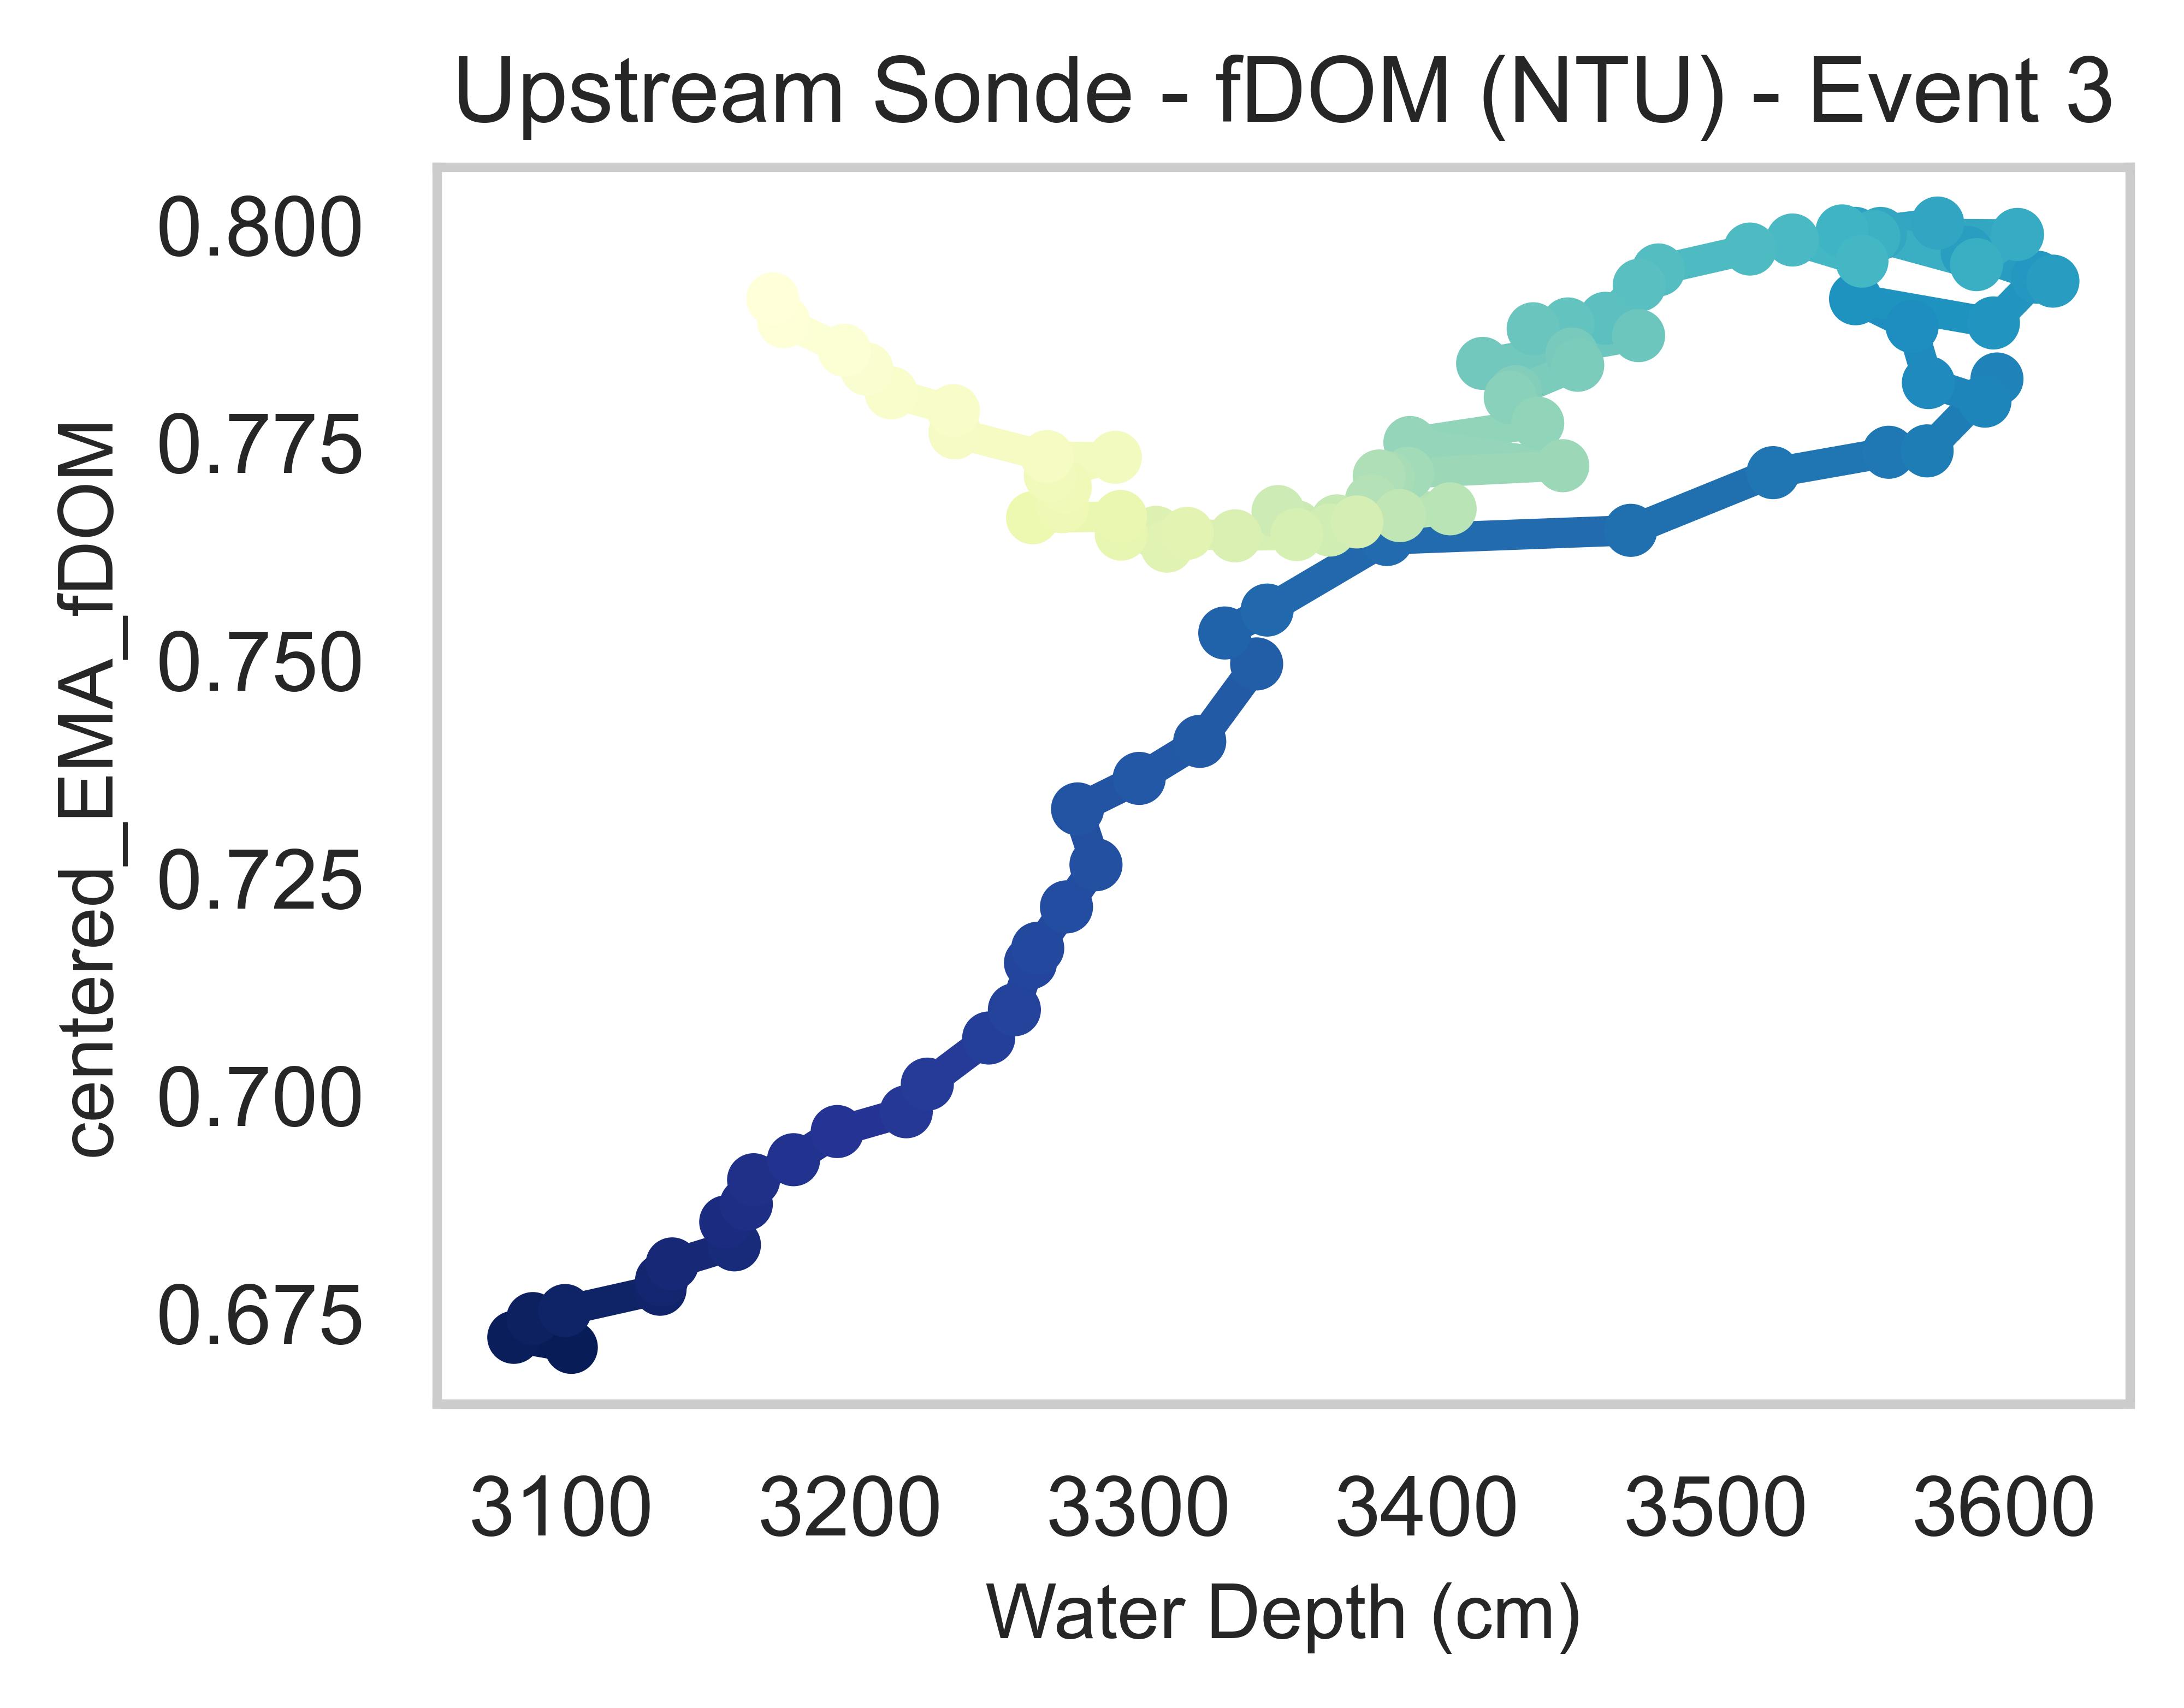 Upstream Sonde - fDOM (NTU) - Event 3
centered_EMA_fDOM
0.800
0.775
0.750
0.725
0.700
0.675
3100 3200 3300 3400 3500 3600
Water Depth (cm)